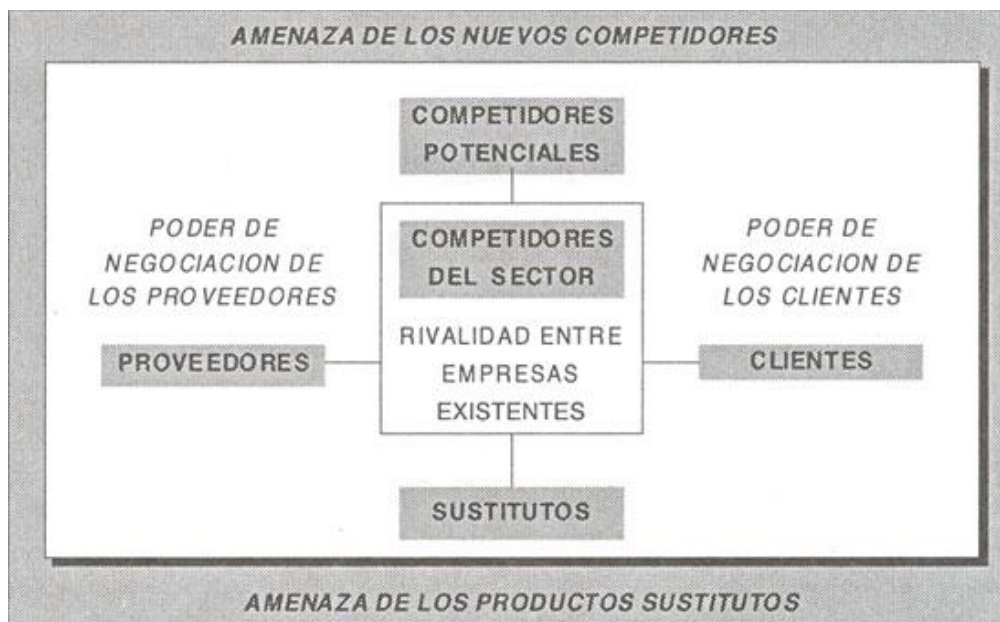 AMENAZA DE LOS NUEVOS COMPETIDORES
COMPETIDORES
POTENCIALES
PODER DE
NEGOCIACION DE
LOS PROVEEDORES
PROVEEDORES
COMPETIDORES
DEL SECTOR
RIVALIDAD ENTRE
EMPRESAS
EXISTENTES
PODER DE
NEGOCIACION DE
LOS CLIENTES
CLIENTES
SUSTITUTOS
AMENAZA DE LOS PRODUCTOS SUSTITUTOS